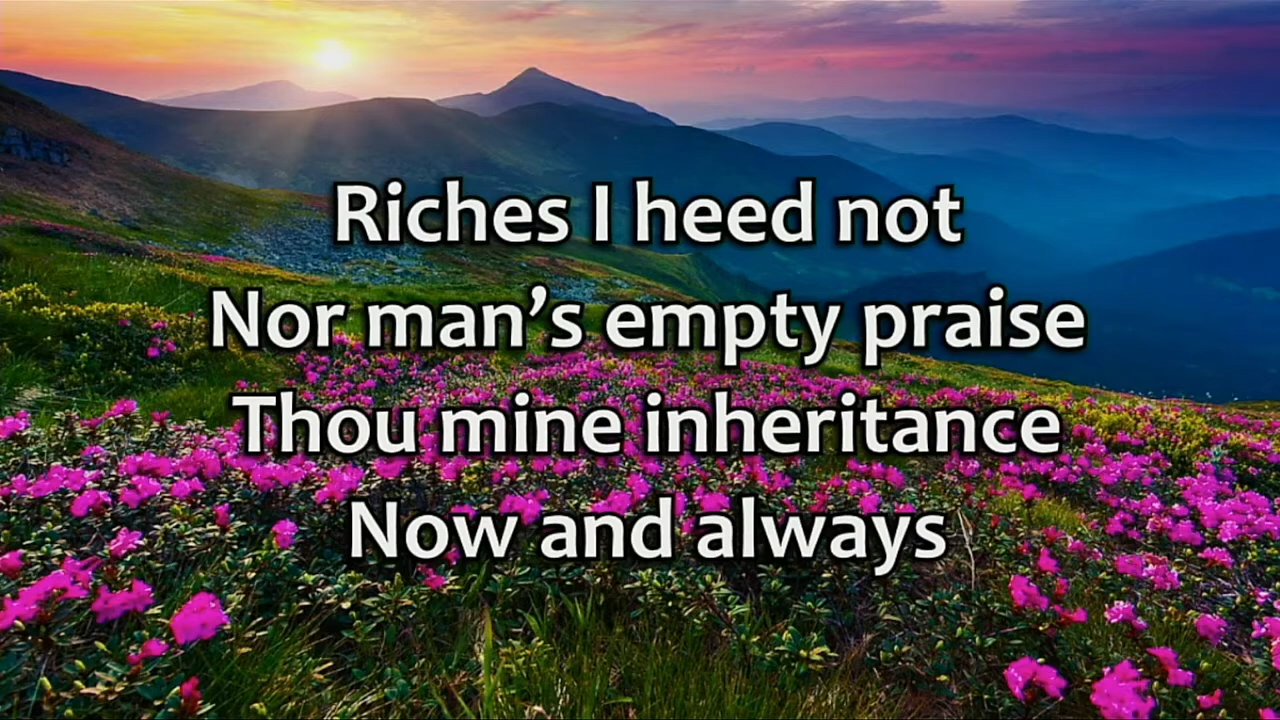 Riches I heed not
Nor man’s empty praise
Thou mine inheritance
Now and always